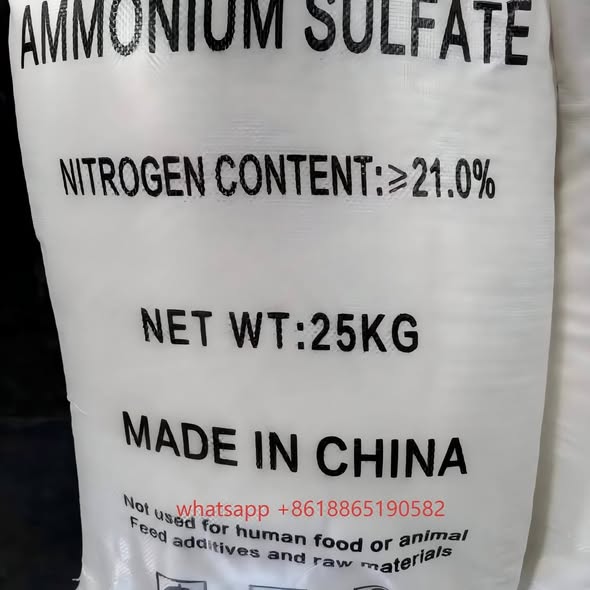 AMMONIUM SULFATE
NITROGEN CONTENT:≥21.0%
NET WT:25KG
MADE IN CHINA
whatsapp +8618865190582
Not used for human food or animal
Feed additives and raw materials